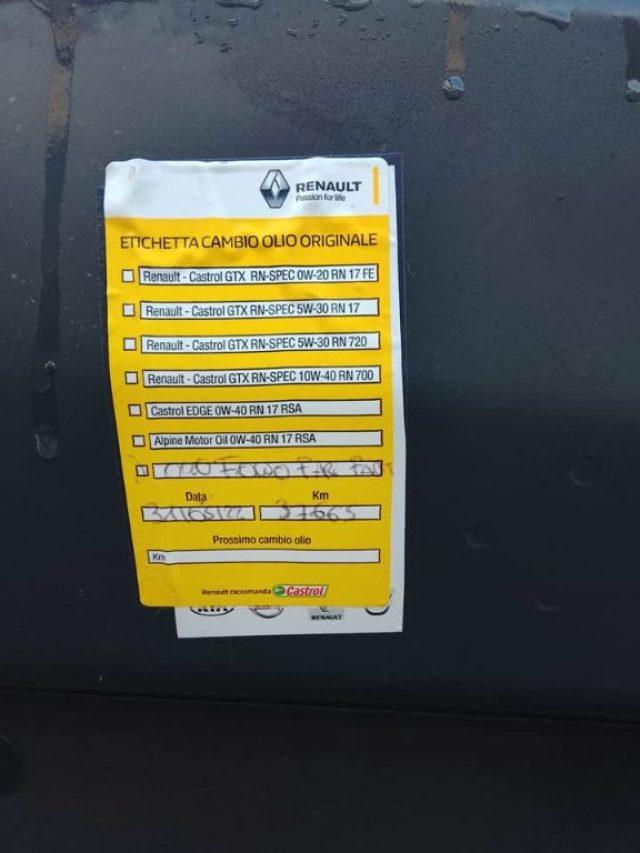 RENAULT
Passion for life
ETICHETTA CAMBIO OLIO ORIGINALE
Renault - Castrol GTX RN-SPEC 0W-20 RN 17 FE
Renault - Castrol GTX RN-SPEC 5W-30 RN 17
Renault - Castrol GTX RN-SPEC 5W-30 RN 720
Renault - Castrol GTX RN-SPEC 10W-40 RN 700
Castrol EDGE 0W-40 RN 17 RSA
Alpine Motor Oil 0W-40 RN 17 RSA
Data Km
37665
Prossimo cambio olio
Km
Renault raccomanda Castrol
KIA RENAULT